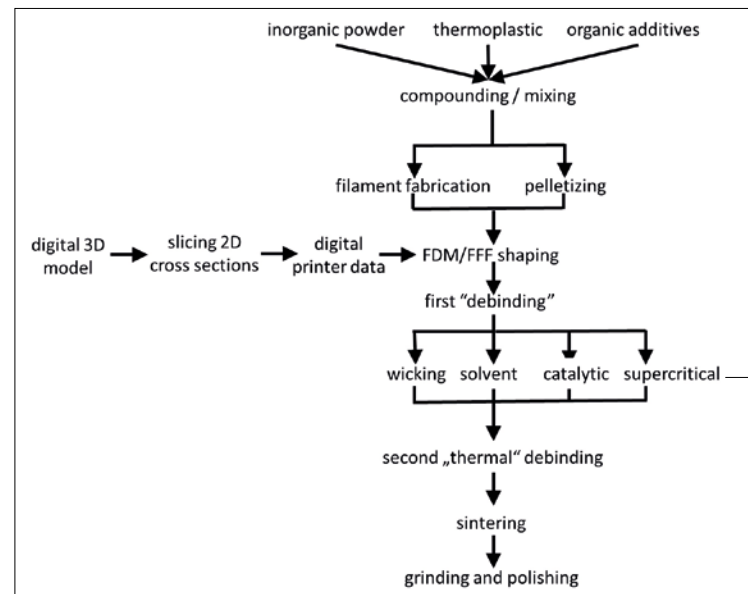 inorganic powder thermoplastic organic additives
compounding / mixing
filament fabrication pelletizing
digital 3D
model
slicing 2D
cross sections
digital
printer data
FDM/FFF shaping
first “debinding”
wicking solvent catalytic supercritical
second „thermal“ debinding
sintering
grinding and polishing